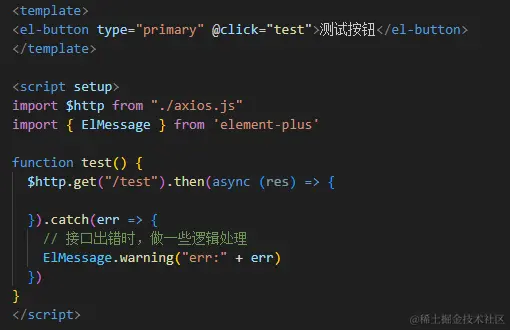 <template>
<el-button type="primary" @click="test">测试按钮</el-button>
</template>
<script setup>
import $http from "./axios.js"
import { ElMessage } from 'element-plus'
function test() {
$http.get("/test").then(async (res) => {
}).catch(err => {
// 接口出错时，做一些逻辑处理
ElMessage.warning("err:" + err)
})
}
</script>
@稀土掘金技术社区